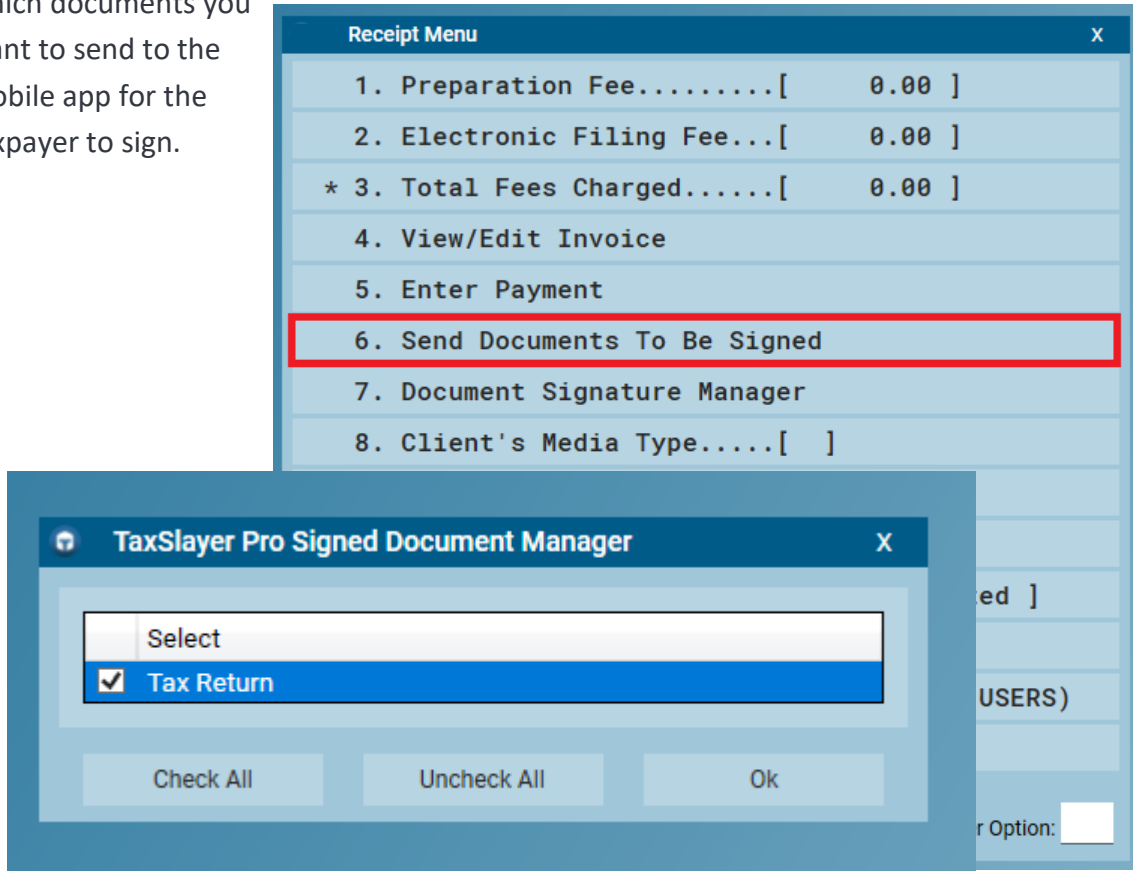 hich documents you
nt to send to the
obile app for the
xpayer to sign.
Receipt Menu X
1. Preparation Fee.........[ 0.00 ]
2. Electronic Filing Fee...[ 0.00 ]
* 3. Total Fees Charged......[ 0.00 ]
4. View/Edit Invoice
5. Enter Payment
6. Send Documents To Be Signed
7. Document Signature Manager
8. Client's Media Type.....[ ]
ed ]
USERS)
r Option:
TaxSlayer Pro Signed Document Manager X
Select
Tax Return
Check All Uncheck All Ok